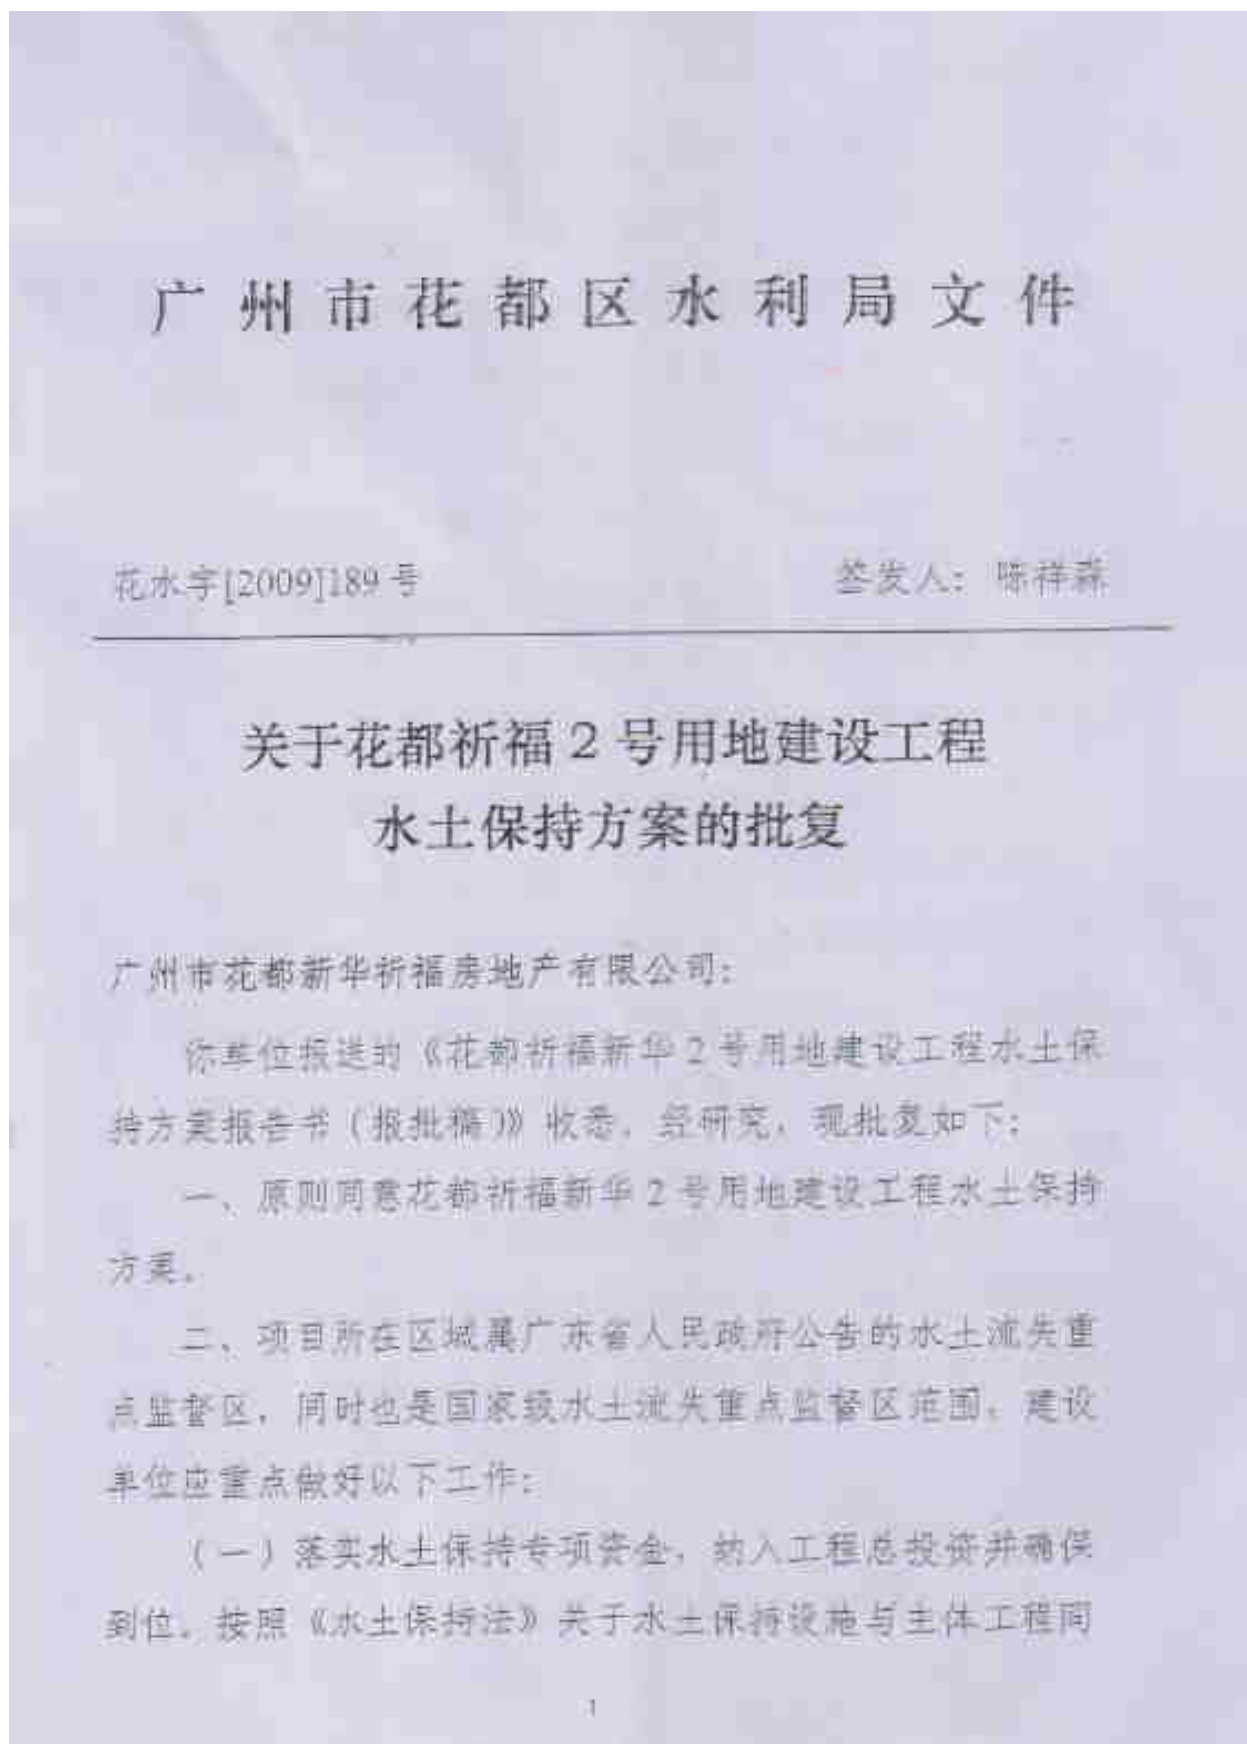 广州市花都区水利局文件
花水字[2009]189号
签发人：陈祥森
关于花都祈福2号用地建设工程
水土保持方案的批复
广州市花都新华祈福房地产有限公司：
你单位报送的《花都祈福新华2号用地建设工程水土保
持方案报告书（报批稿）》收悉。经研究，现批复如下：
一、原则同意花都祈福新华2号用地建设工程水土保持
方案。
二、项目所在区域属广东省人民政府公告的水土流失重
点监督区，同时也是国家级水土流失重点监督区范围，建设
单位应重点做好以下工作：
（一）落实水土保持专项资金，纳入工程总投资并确保
到位。按照《水土保持法》关于水土保持设施与主体工程同
1